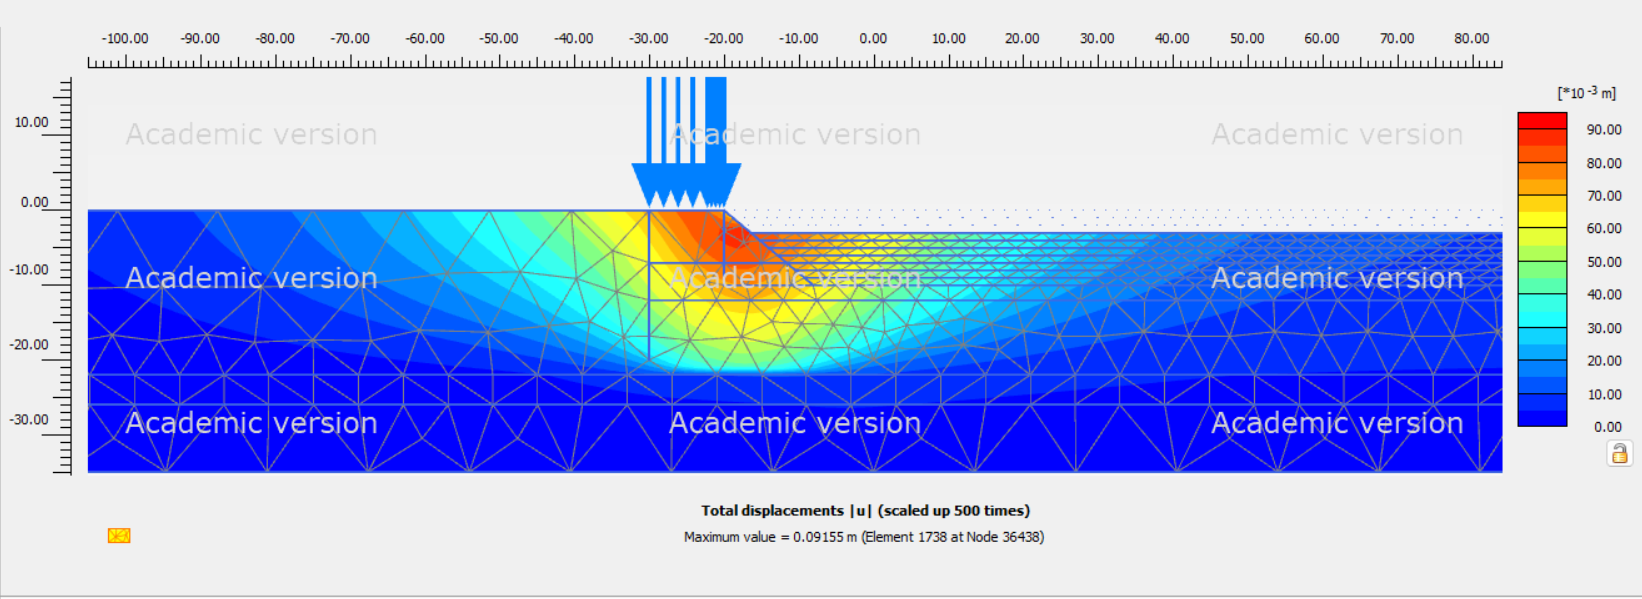 -100.00 -90.00 -80.00 -70.00 -60.00 -50.00 -40.00 -30.00 -20.00 -10.00 0.00 10.00 20.00 30.00 40.00 50.00 60.00 70.00 80.00
[*10 -3 m]
10.00
0.00
-10.00
-20.00
-30.00
Academic version Academic version Academic version
Academic version Academic version Academic version
Academic version Academic version Academic version
90.00
80.00
70.00
60.00
50.00
40.00
30.00
20.00
10.00
0.00
Total displacements |u| (scaled up 500 times)
Maximum value = 0.09155 m (Element 1738 at Node 36438)